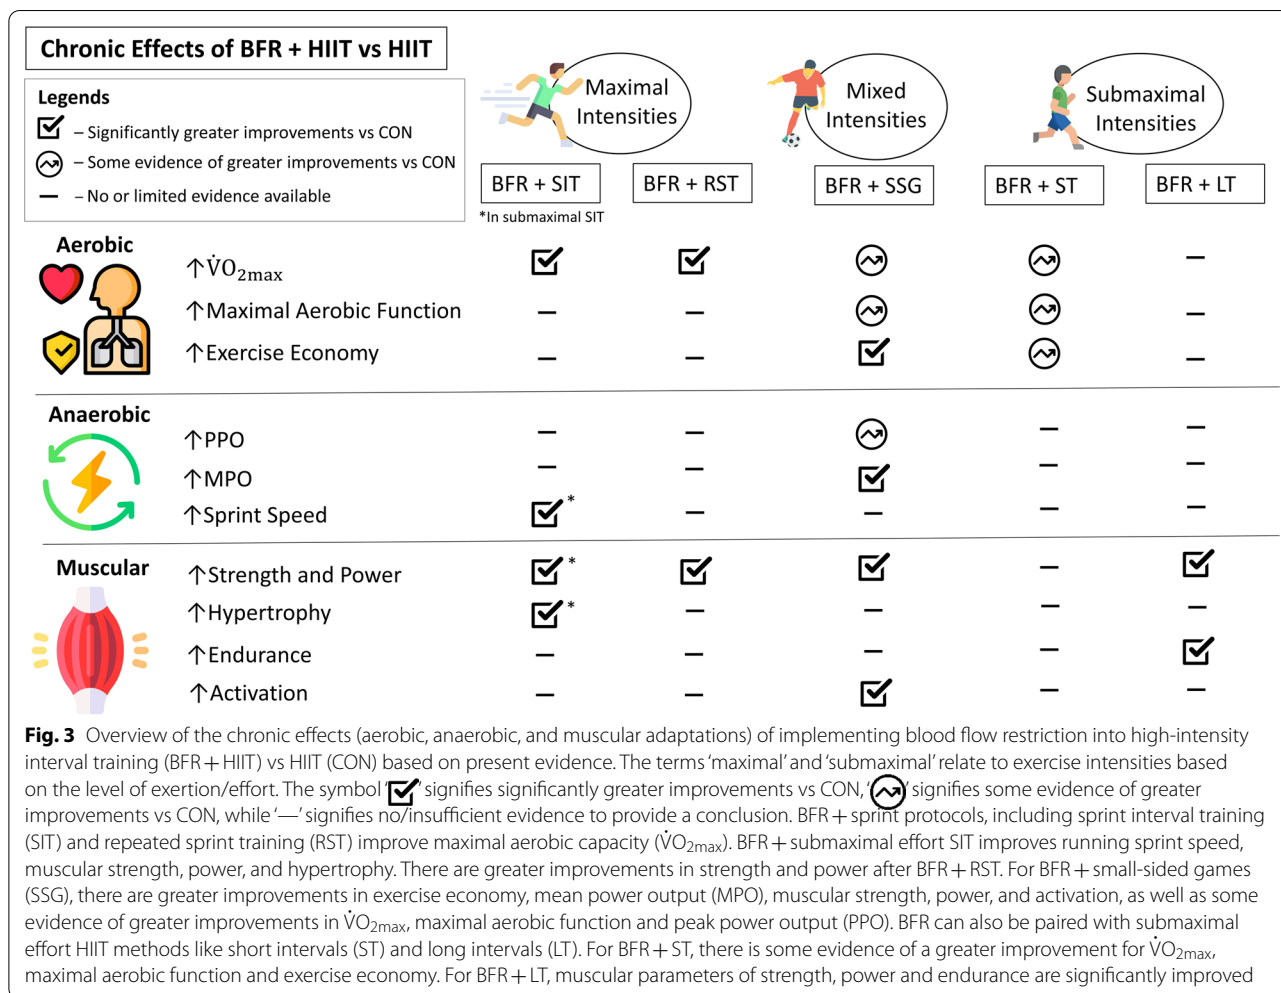 Chronic Effects of BFR + HIIT vs HIIT
Legends
– Significantly greater improvements vs CON
– Some evidence of greater improvements vs CON
– – No or limited evidence available
Maximal
Intensities
Mixed
Intensities
Submaximal
Intensities
BFR + SIT
BFR + RST
BFR + SSG
BFR + ST
BFR + LT
*In submaximal SIT
Aerobic
↑V̇O2max – 
↑Maximal Aerobic Function – – –
↑Exercise Economy – – –
Anaerobic
↑PPO – – – –
↑MPO – – – –
↑Sprint Speed * – – – –
Muscular
↑Strength and Power * –
↑Hypertrophy * – – – –
↑Endurance – – – –
↑Activation – – – –
Fig. 3 Overview of the chronic effects (aerobic, anaerobic, and muscular adaptations) of implementing blood flow restriction into high-intensity
interval training (BFR + HIIT) vs HIIT (CON) based on present evidence. The terms ‘maximal’ and ‘submaximal’ relate to exercise intensities based
on the level of exertion/effort. The symbol ‘☑’ signifies significantly greater improvements vs CON, ‘’ signifies some evidence of greater
improvements vs CON, while ‘—’ signifies no/insufficient evidence to provide a conclusion. BFR + sprint protocols, including sprint interval training
(SIT) and repeated sprint training (RST) improve maximal aerobic capacity (V̇O2max). BFR + submaximal effort SIT improves running sprint speed,
muscular strength, power, and hypertrophy. There are greater improvements in strength and power after BFR + RST. For BFR + small-sided games
(SSG), there are greater improvements in exercise economy, mean power output (MPO), muscular strength, power, and activation, as well as some
evidence of greater improvements in V̇O2max, maximal aerobic function and peak power output (PPO). BFR can also be paired with submaximal
effort HIIT methods like short intervals (ST) and long intervals (LT). For BFR + ST, there is some evidence of a greater improvement for V̇O2max,
maximal aerobic function and exercise economy. For BFR + LT, muscular parameters of strength, power and endurance are significantly improved